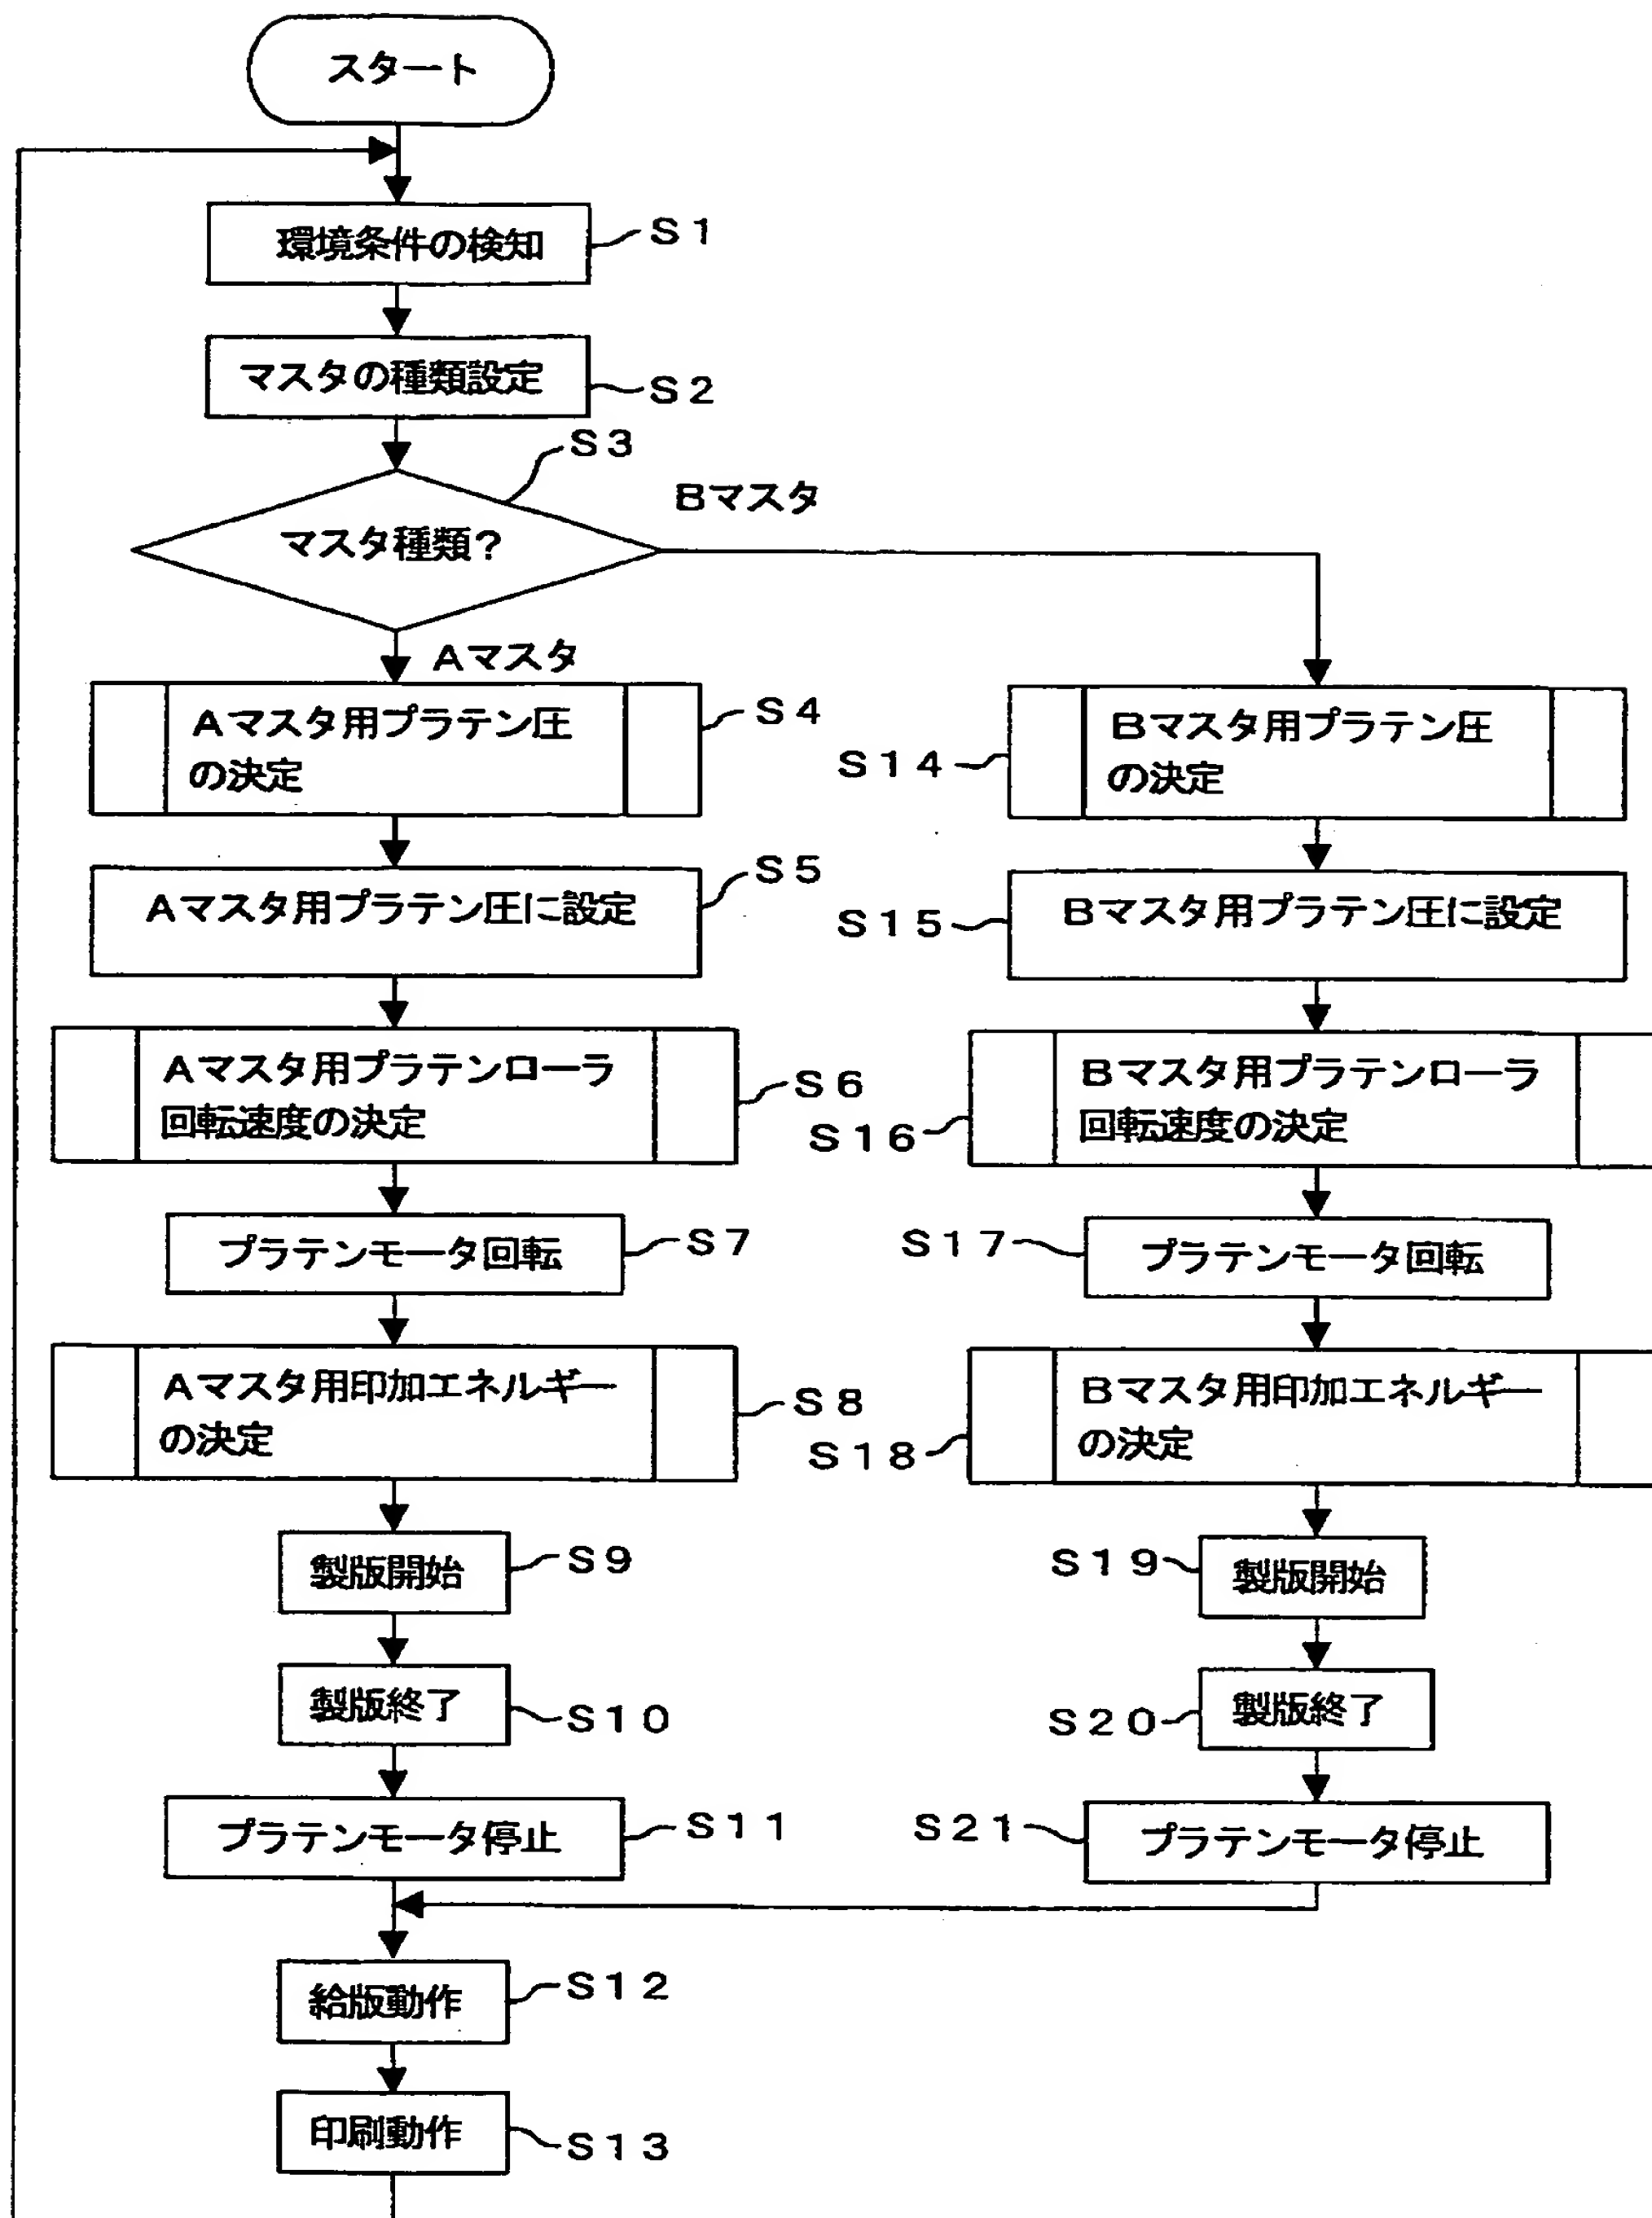 スタート
環境条件の検知
S1
マスタの種類設定
S2
S3
マスタ種類?
Bマスタ
Aマスタ
Aマスタ用プラテン圧
の決定
S4
Aマスタ用プラテン圧に設定
S5
Aマスタ用プラテンローラ
回転速度の決定
S6
プラテンモータ回転
S7
Aマスタ用印加エネルギー
の決定
S8
製版開始
S9
製版終了
S10
プラテンモータ停止
S11
S14
Bマスタ用プラテン圧
の決定
S15
Bマスタ用プラテン圧に設定
S16
Bマスタ用プラテンローラ
回転速度の決定
S17
プラテンモータ回転
S18
Bマスタ用印加エネルギー
の決定
S19
製版開始
S20
製版終了
S21
プラテンモータ停止
給版動作
S12
印刷動作
S13